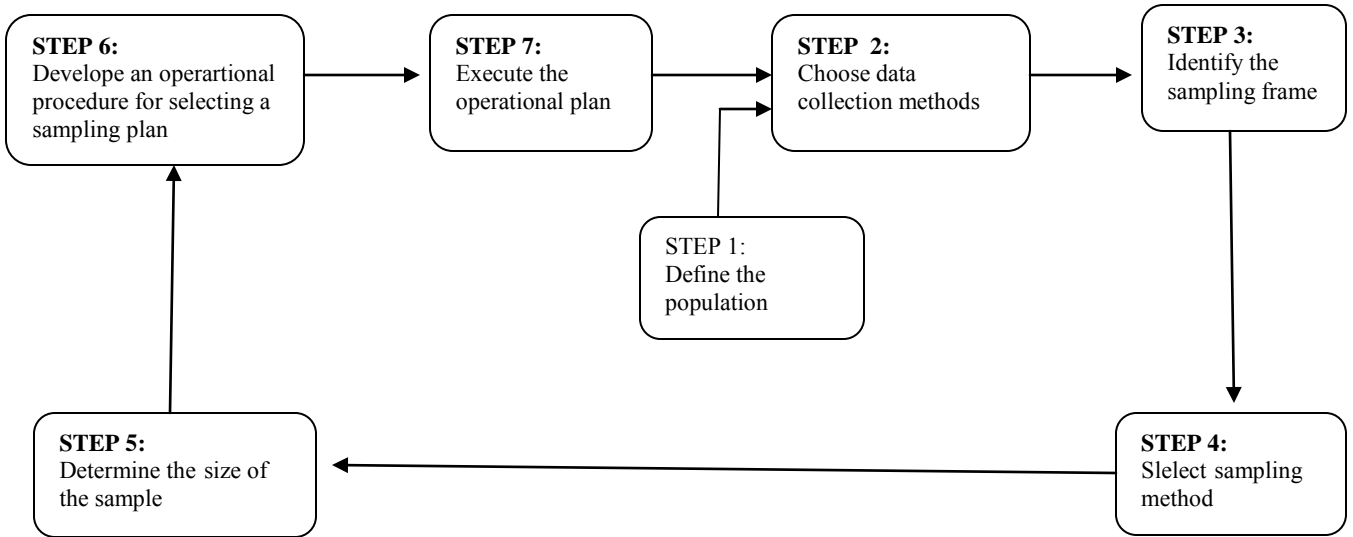 STEP 6:
Develope an operartional
procedure for selecting a
sampling plan
STEP 7:
Execute the
operational plan
STEP 2:
Choose data
collection methods
STEP 3:
Identify the
sampling frame
STEP 1:
Define the
population
STEP 5:
Determine the size of
the sample
STEP 4:
Slelect sampling
method